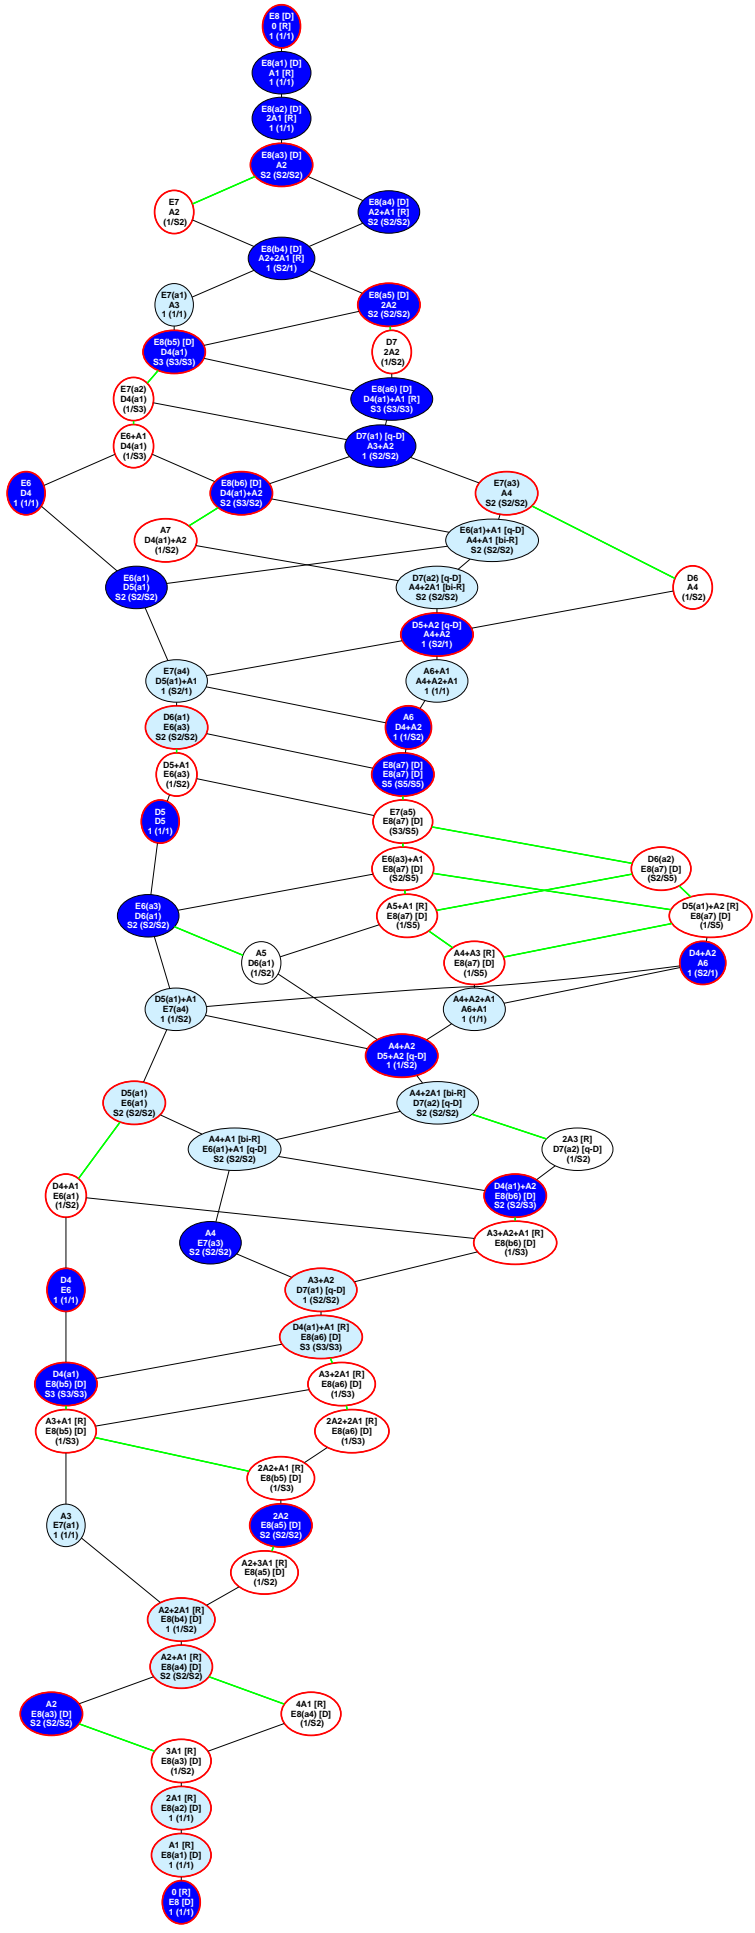 E8 [D]
0 [R]
1 (1/1)
E8(a1) [D]
A1 [R]
1 (1/1)
E8(a2) [D]
2A1 [R]
1 (1/1)
E8(a3) [D]
A2
S2 (S2/S2)
E7
A2
(1/S2)
E8(a4) [D]
A2+A1 [R]
S2 (S2/S2)
E8(b4) [D]
A2+2A1 [R]
1 (S2/1)
E7(a1)
A3
1 (1/1)
E8(a5) [D]
2A2
S2 (S2/S2)
E8(b5) [D]
D4(a1)
S3 (S3/S3)
D7
2A2
(1/S2)
E7(a2)
D4(a1)
(1/S3)
E8(a6) [D]
D4(a1)+A1 [R]
S3 (S3/S3)
E6+A1
D4(a1)
(1/S3)
D7(a1) [q-D]
A3+A2
1 (S2/S2)
E6
D4
1 (1/1)
E8(b6) [D]
D4(a1)+A2
S2 (S3/S2)
E7(a3)
A4
S2 (S2/S2)
A7
D4(a1)+A2
(1/S2)
E6(a1)+A1 [q-D]
A4+A1 [bi-R]
S2 (S2/S2)
E6(a1)
D5(a1)
S2 (S2/S2)
D7(a2) [q-D]
A4+2A1 [bi-R]
S2 (S2/S2)
D6
A4
(1/S2)
D5+A2 [q-D]
A4+A2
1 (S2/1)
E7(a4)
D5(a1)+A1
1 (S2/1)
A6+A1
A4+A2+A1
1 (1/1)
D6(a1)
E6(a3)
S2 (S2/S2)
A6
D4+A2
1 (1/S2)
D5+A1
E6(a3)
(1/S2)
E8(a7) [D]
E8(a7) [D]
S5 (S5/S5)
D5
D5
1 (1/1)
E7(a5)
E8(a7) [D]
(S3/S5)
E6(a3)+A1
E8(a7) [D]
(S2/S5)
D6(a2)
E8(a7) [D]
(S2/S5)
E6(a3)
D6(a1)
S2 (S2/S2)
A5+A1 [R]
E8(a7) [D]
(1/S5)
D5(a1)+A2 [R]
E8(a7) [D]
(1/S5)
A5
D6(a1)
(1/S2)
A4+A3 [R]
E8(a7) [D]
(1/S5)
D4+A2
A6
1 (S2/1)
D5(a1)+A1
E7(a4)
1 (1/S2)
A4+A2+A1
A6+A1
1 (1/1)
A4+A2
D5+A2 [q-D]
1 (1/S2)
D5(a1)
E6(a1)
S2 (S2/S2)
A4+2A1 [bi-R]
D7(a2) [q-D]
S2 (S2/S2)
A4+A1 [bi-R]
E6(a1)+A1 [q-D]
S2 (S2/S2)
2A3 [R]
D7(a2) [q-D]
(1/S2)
D4+A1
E6(a1)
(1/S2)
D4(a1)+A2
E8(b6) [D]
S2 (S2/S3)
A4
E7(a3)
S2 (S2/S2)
A3+A2+A1 [R]
E8(b6) [D]
(1/S3)
D4
E6
1 (1/1)
A3+A2
D7(a1) [q-D]
1 (S2/S2)
D4(a1)+A1 [R]
E8(a6) [D]
S3 (S3/S3)
D4(a1)
E8(b5) [D]
S3 (S3/S3)
A3+2A1 [R]
E8(a6) [D]
(1/S3)
A3+A1 [R]
E8(b5) [D]
(1/S3)
2A2+2A1 [R]
E8(a6) [D]
(1/S3)
2A2+A1 [R]
E8(b5) [D]
(1/S3)
A3
E7(a1)
1 (1/1)
2A2
E8(a5) [D]
S2 (S2/S2)
A2+3A1 [R]
E8(a5) [D]
(1/S2)
A2+2A1 [R]
E8(b4) [D]
1 (1/S2)
A2+A1 [R]
E8(a4) [D]
S2 (S2/S2)
A2
E8(a3) [D]
S2 (S2/S2)
4A1 [R]
E8(a4) [D]
(1/S2)
3A1 [R]
E8(a3) [D]
(1/S2)
2A1 [R]
E8(a2) [D]
1 (1/1)
A1 [R]
E8(a1) [D]
1 (1/1)
0 [R]
E8 [D]
1 (1/1)